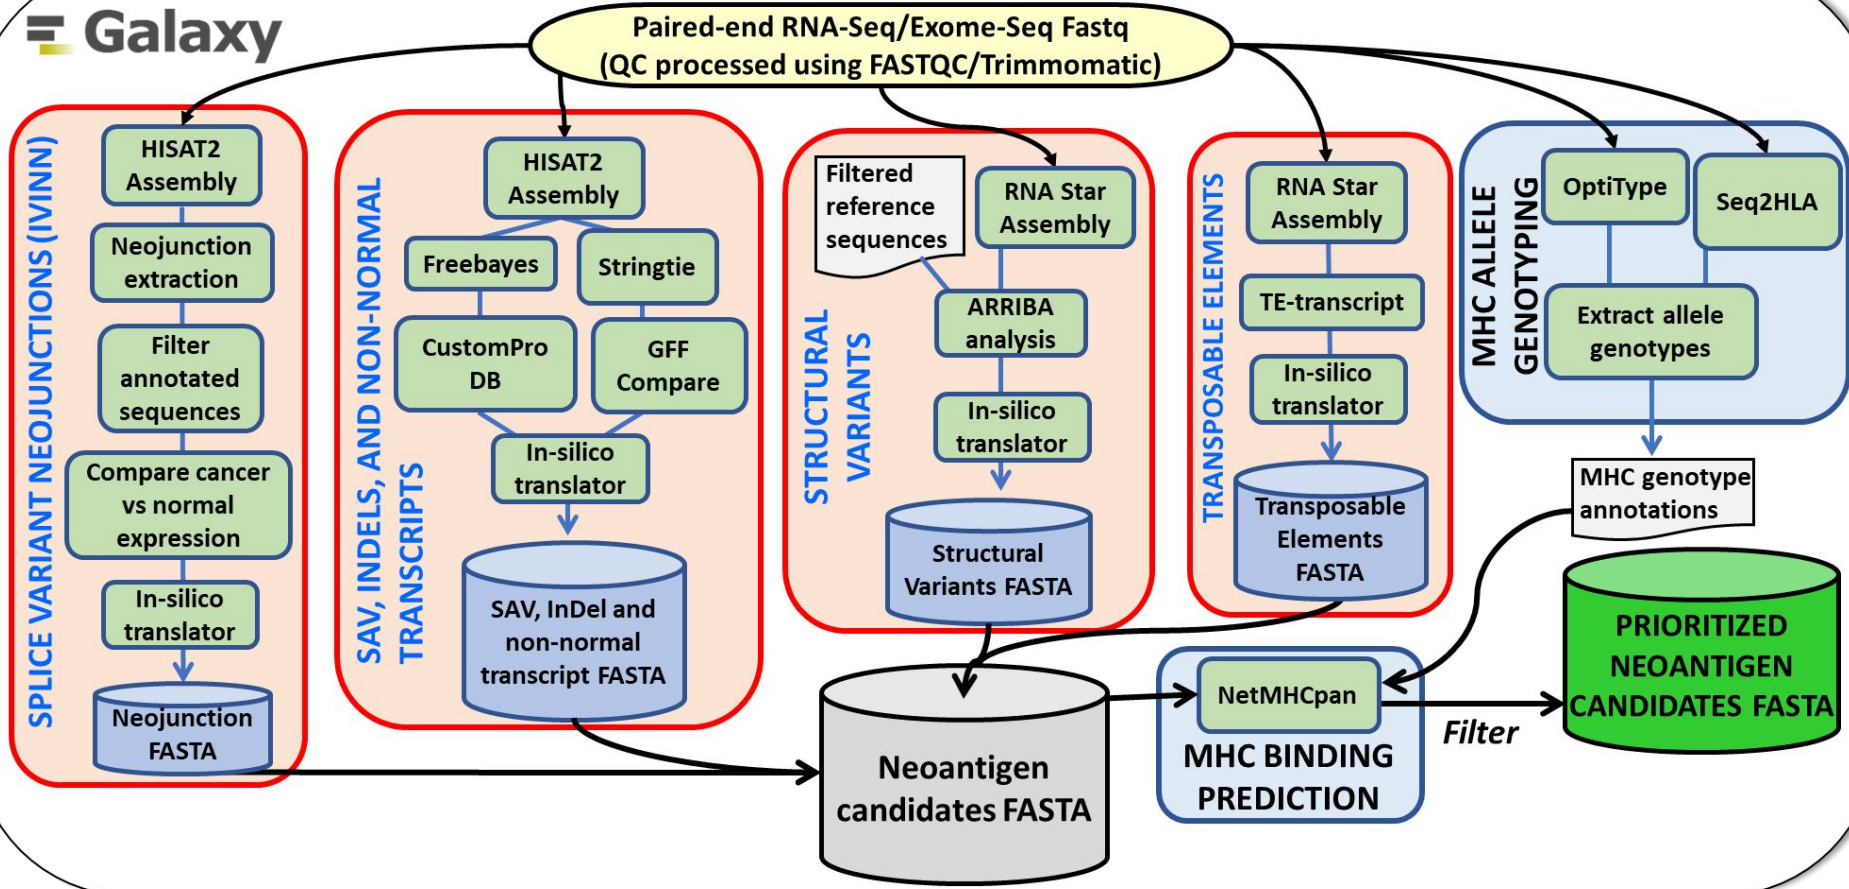 Galaxy
Paired-end RNA-Seq/Exome-Seq Fastq
(QC processed using FASTQC/Trimmomatic)
SPLICE VARIANT NEOJUNCTIONS (IVINN)
HISAT2
Assembly
Neojunction
extraction
Filter
annotated
sequences
Compare cancer
vs normal
expression
In-silico
translator
Neojunction
FASTA
SAV, INDELS, AND NON-NORMAL
TRANSCRIPTS
HISAT2
Assembly
Freebayes
Stringtie
CustomPro
DB
GFF
Compare
In-silico
translator
SAV, InDel and
non-normal
transcript FASTA
STRUCTURAL
VARIANTS
Filtered
reference
sequences
RNA Star
Assembly
ARRIBA
analysis
In-silico
translator
Structural
Variants FASTA
TRANSPOSABLE ELEMENTS
RNA Star
Assembly
TE-transcript
In-silico
translator
Transposable
Elements
FASTA
MHC ALLELE
GENOTYPING
OptiType
Seq2HLA
Extract allele
genotypes
MHC genotype
annotations
Neoantigen
candidates FASTA
NetMHCpan
MHC BINDING
PREDICTION
Filter
PRIORITIZED
NEOANTIGEN
CANDIDATES FASTA